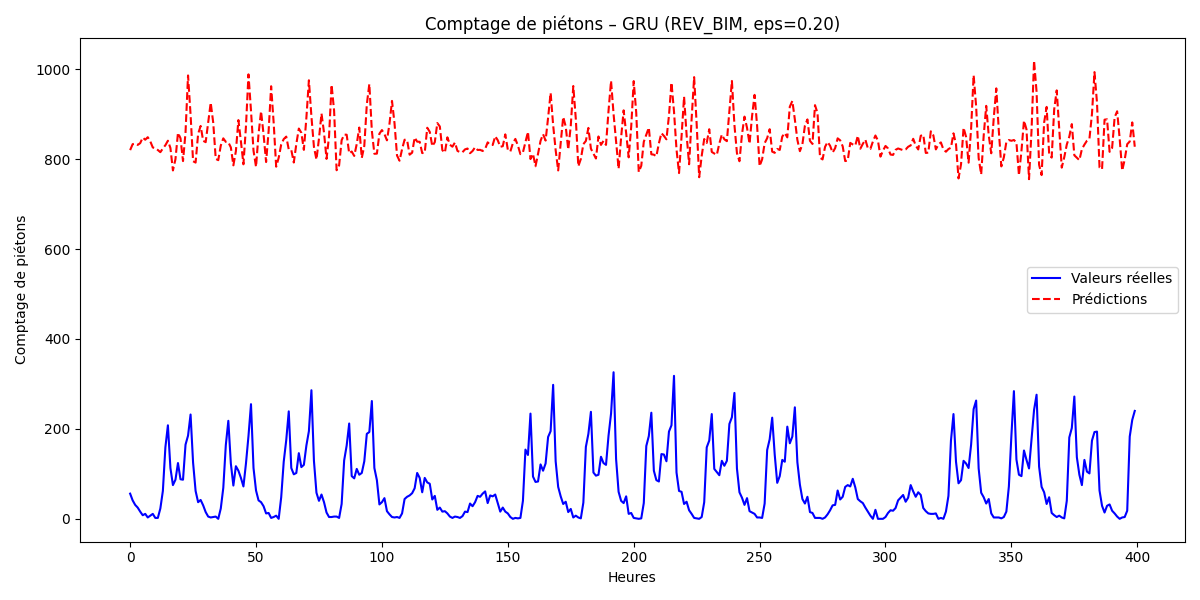 Comptage de piétons – GRU (REV_BIM, eps=0.20)
1000
800
600
400
200
0
Comptage de piétons
Valeurs réelles
Prédictions
0 50 100 150 200 250 300 350 400
Heures